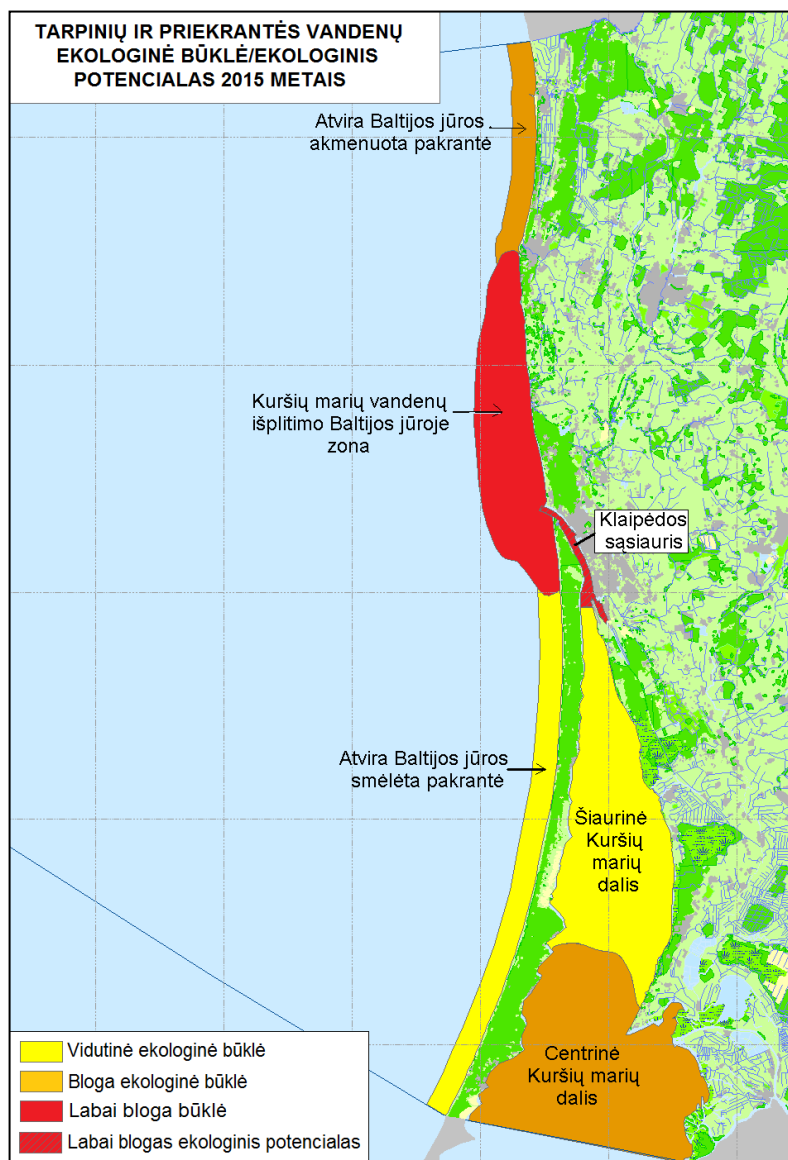 TARPINIŲ IR PRIEKRANTĖS VANDENŲ
EKOLOGINĖ BŪKLĖ/EKOLOGINIS
POTENCIALAS 2015 METAIS
Atvira Baltijos jūros
akmenuota pakrantė
Kuršių marių vandenų
išplitimo Baltijos jūroje
zona
Klaipėdos
sąsiauris
Atvira Baltijos jūros
smėlėta pakrantė
Šiaurinė
Kuršių
marių
dalis
Centrinė
Kuršių marių
dalis
Vidutinė ekologinė būklė
Bloga ekologinė būklė
Labai bloga būklė
Labai blogas ekologinis potencialas